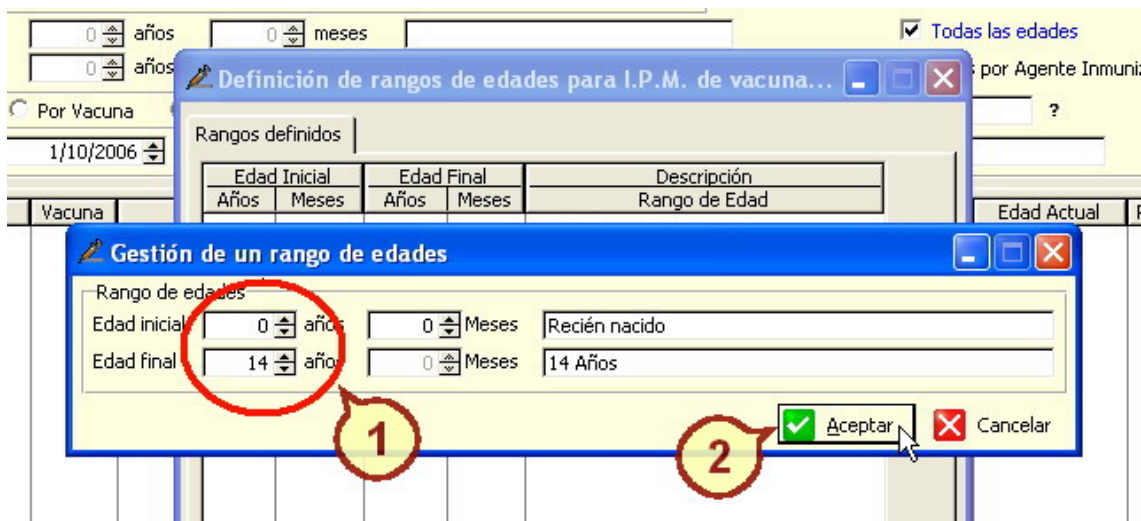 0 años 0 meses Todas las edades
0 años por Agente Inmuni
Definición de rangos de edades para I.P.M. de vacuna...
Por Vacuna ?
Rangos definidos
1/10/2006
Edad Inicial Edad Final Descripción
Años Meses Años Meses Rango de Edad
Vacuna Edad Actual
Gestión de un rango de edades
Rango de edades
Edad inicial 0 años 0 Meses Recién nacido
Edad final 14 años 0 Meses 14 Años
1
2
Aceptar Cancelar